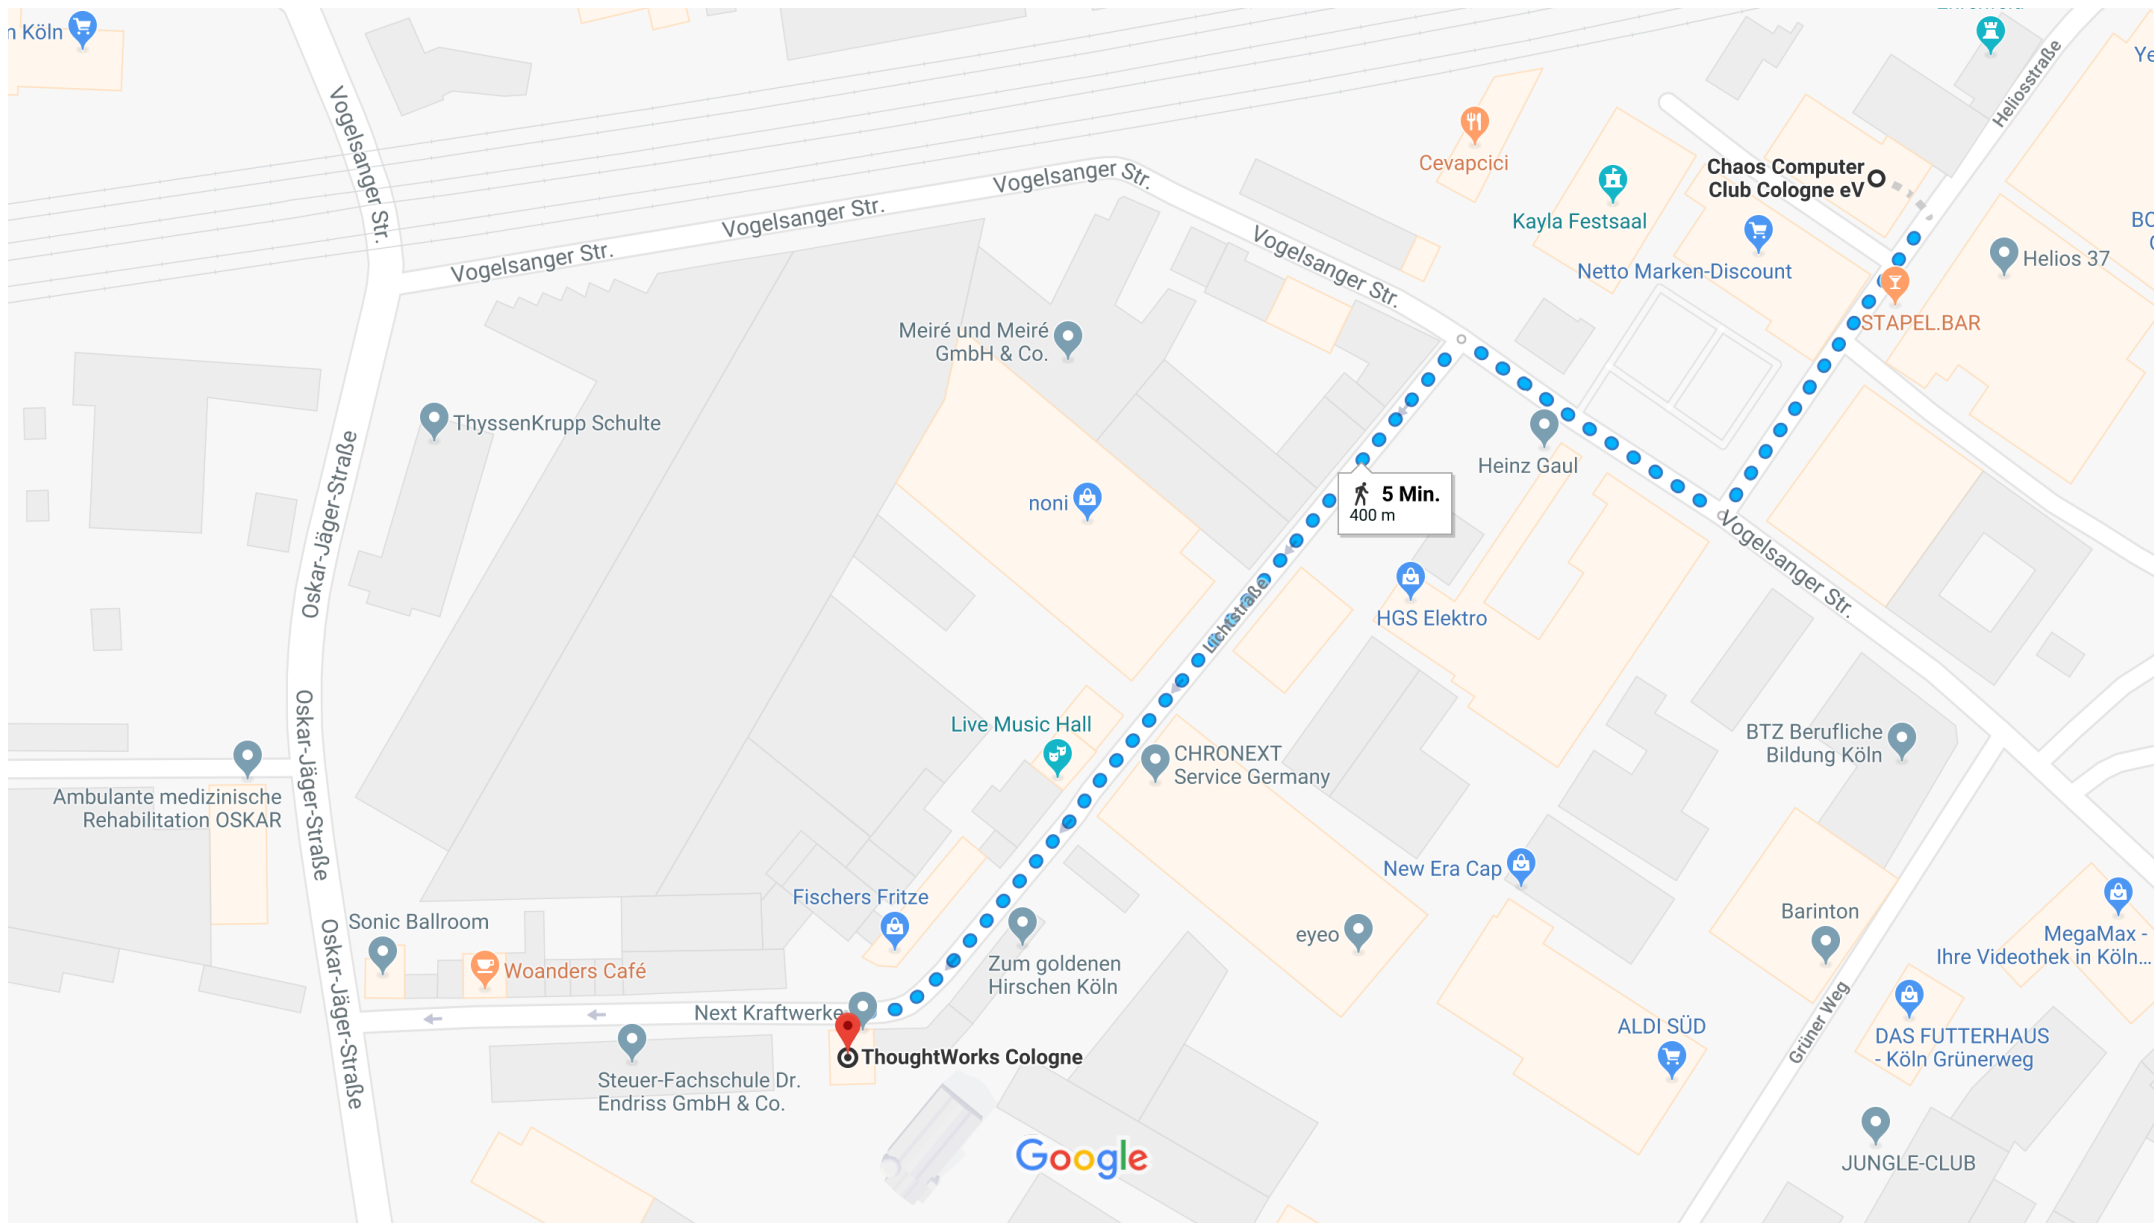 Ehrenfeld
n Köln
Heliosstraße
Ye
Vogelsanger Str.
Cevapcici
Chaos Computer
Club Cologne eV
Vogelsanger Str.
Kayla Festsaal
Vogelsanger Str.
BO
Vogelsanger Str.
Vogelsanger Str.
Helios 37
Netto Marken-Discount
STAPEL.BAR
Meiré und Meiré
GmbH & Co.
ThyssenKrupp Schulte
Heinz Gaul
noni
5 Min.
400 m
Oskar-Jäger-Straße
Vogelsanger Str.
HGS Elektro
Lichtstraße
Live Music Hall
CHRONEXT
Service Germany
BTZ Berufliche
Bildung Köln
Oskar-Jäger-Straße
Ambulante medizinische
Rehabilitation OSKAR
New Era Cap
Fischers Fritze
Sonic Ballroom
Barinton
eyeo
MegaMax -
Ihre Videothek in Köln...
Woanders Café
Zum goldenen
Hirschen Köln
Oskar-Jäger-Straße
Next Kraftwerke
Grüner Weg
ALDI SÜD
DAS FUTTERHAUS
- Köln Grünerweg
ThoughtWorks Cologne
Steuer-Fachschule Dr.
Endriss GmbH & Co.
Google
JUNGLE-CLUB